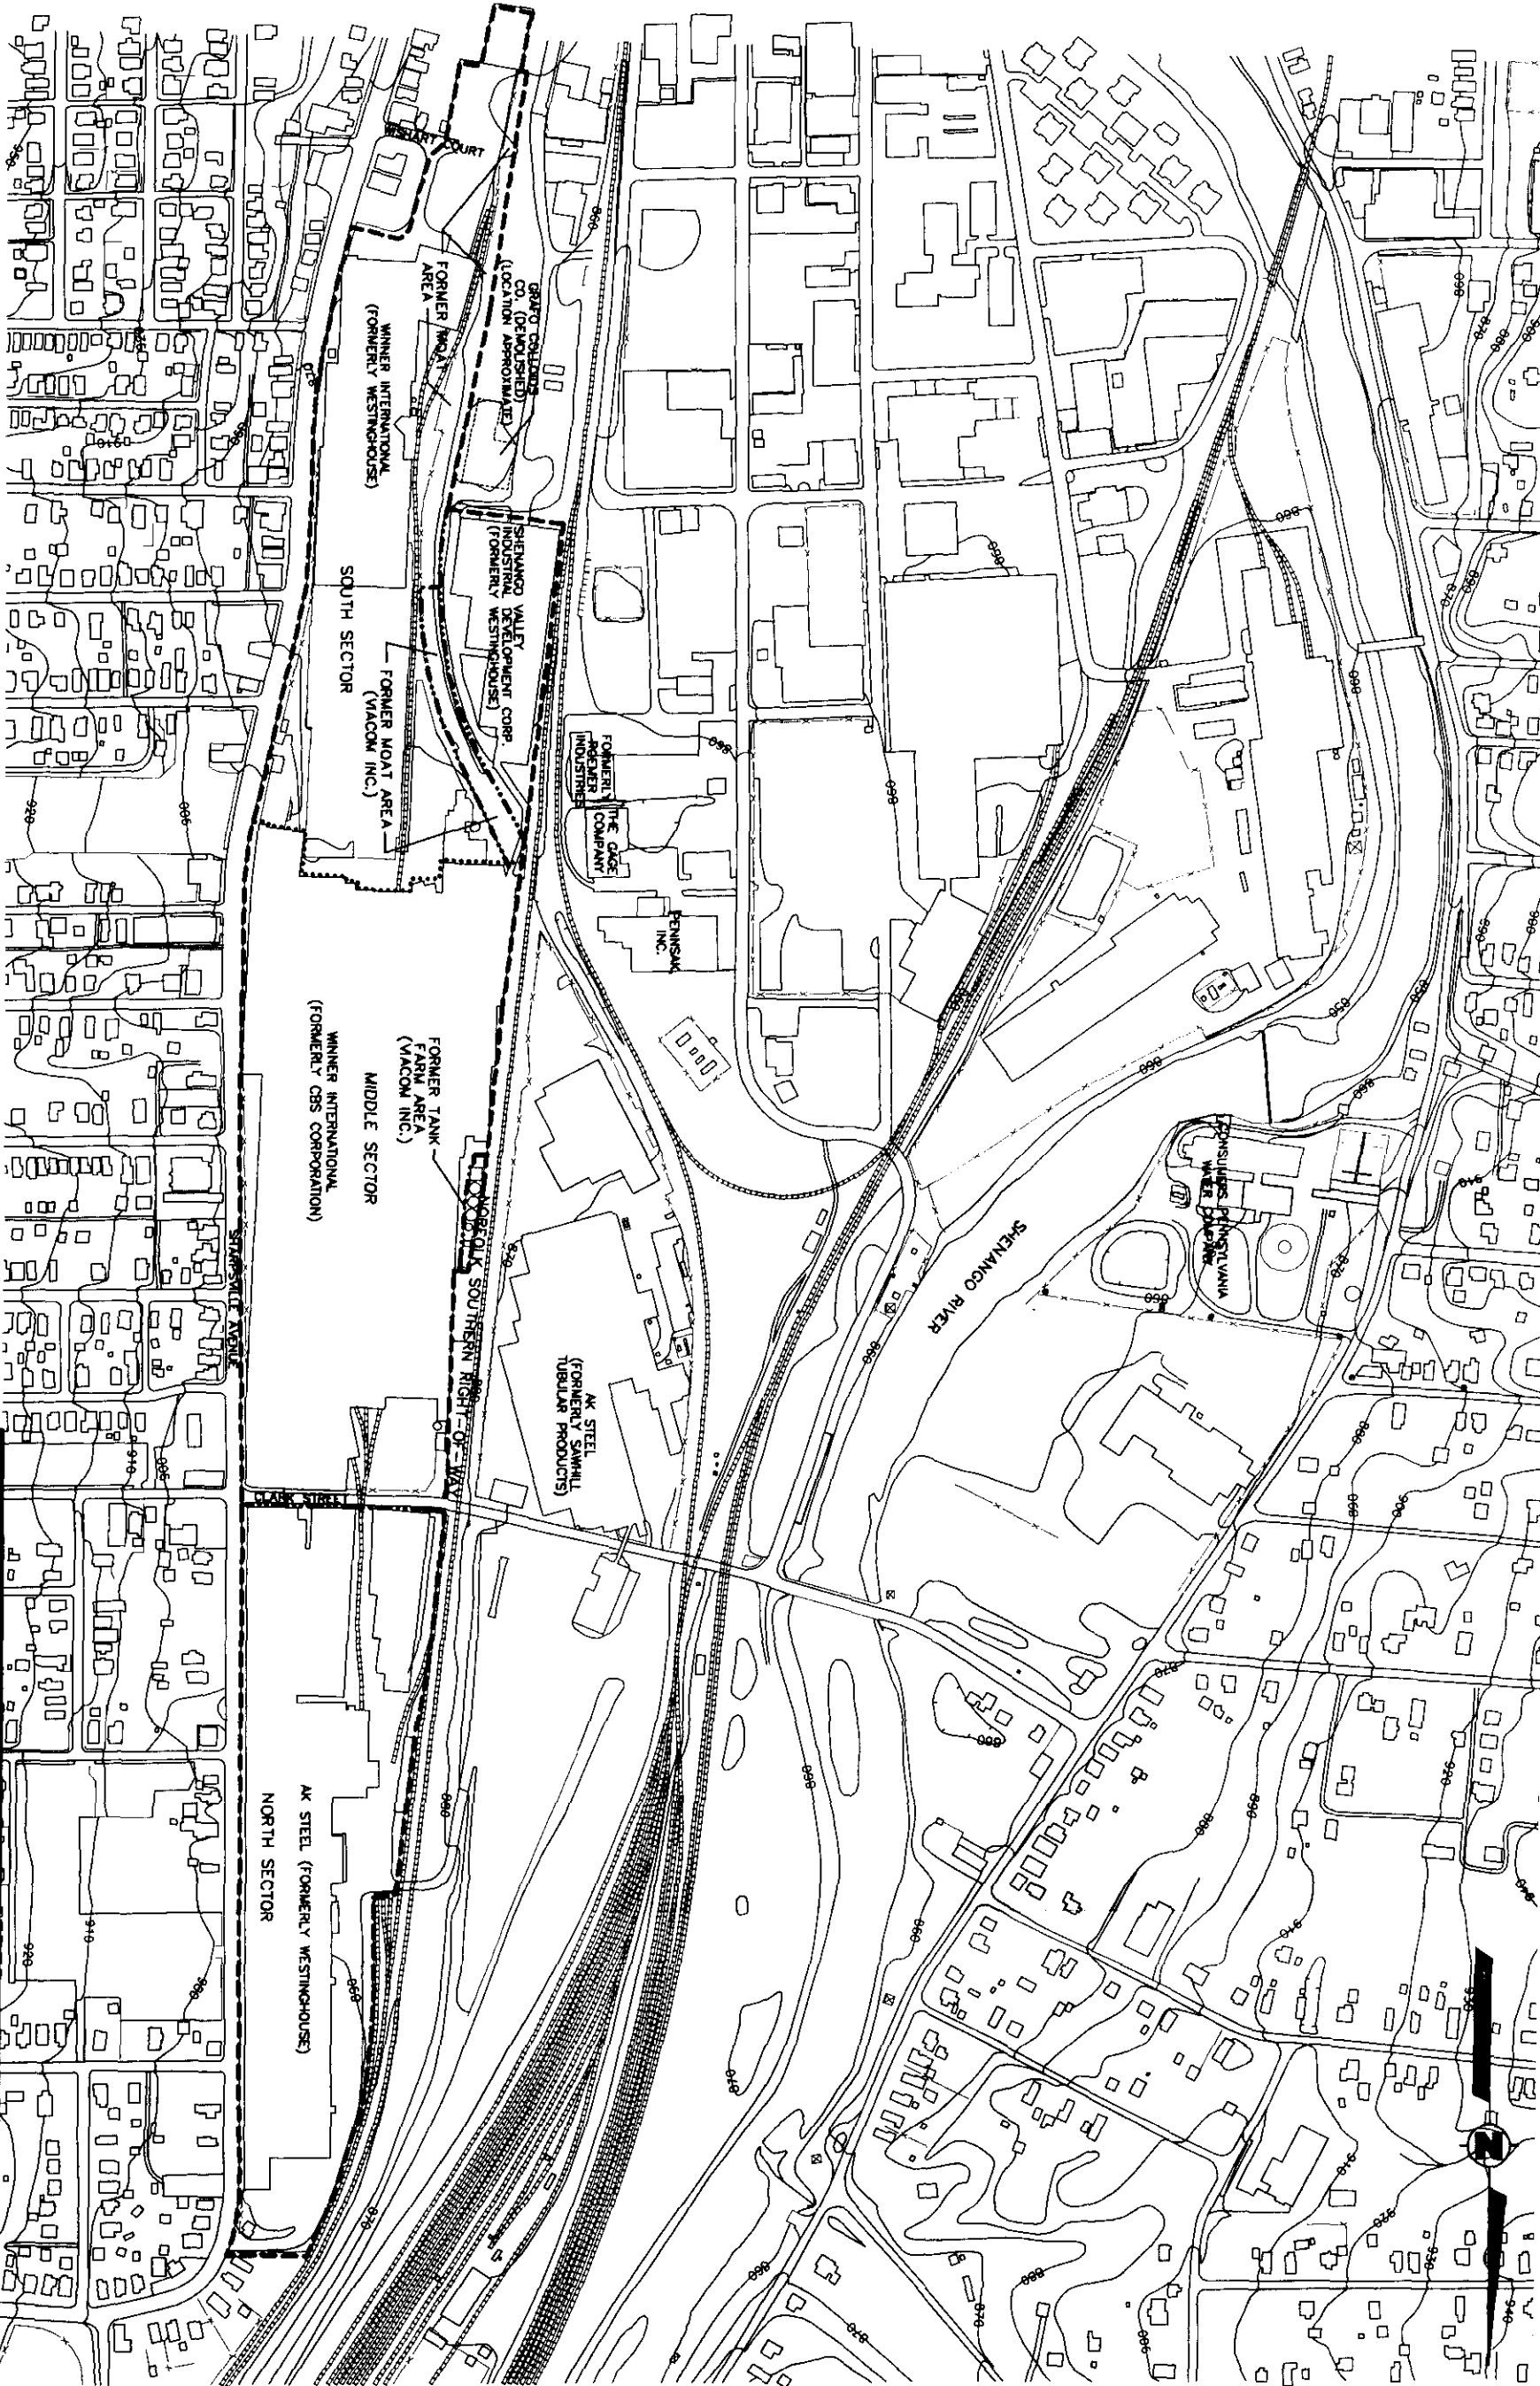 WISHART COURT
FORMER MOAT
AREA
GRAFO COLLOIDS
CO. (DEMOLISHED)
(LOCATION APPROXIMATE)
WINNER INTERNATIONAL
(FORMERLY WESTINGHOUSE)
SHENANGO VALLEY
INDUSTRIAL DEVELOPMENT CORP.
(FORMERLY WESTINGHOUSE)
SOUTH SECTOR
FORMER MOAT AREA
(VIACOM INC.)
FORMERLY
ROEMER
INDUSTRIES
THE GAGE
COMPANY
PENNSAK
INC.
WINNER INTERNATIONAL
(FORMERLY CBS CORPORATION)
MIDDLE SECTOR
FORMER TANK
FARM AREA
(VIACOM INC.)
NORFOLK SOUTHERN RIGHT-OF-WAY
SHARPSVILLE AVENUE
CLARK STREET
AK STEEL
(FORMERLY SAWHILL
TUBULAR PRODUCTS)
SHENANGO RIVER
CONSUMERS PENNSYLVANIA
WATER COMPANY
AK STEEL (FORMERLY WESTINGHOUSE)
NORTH SECTOR
N